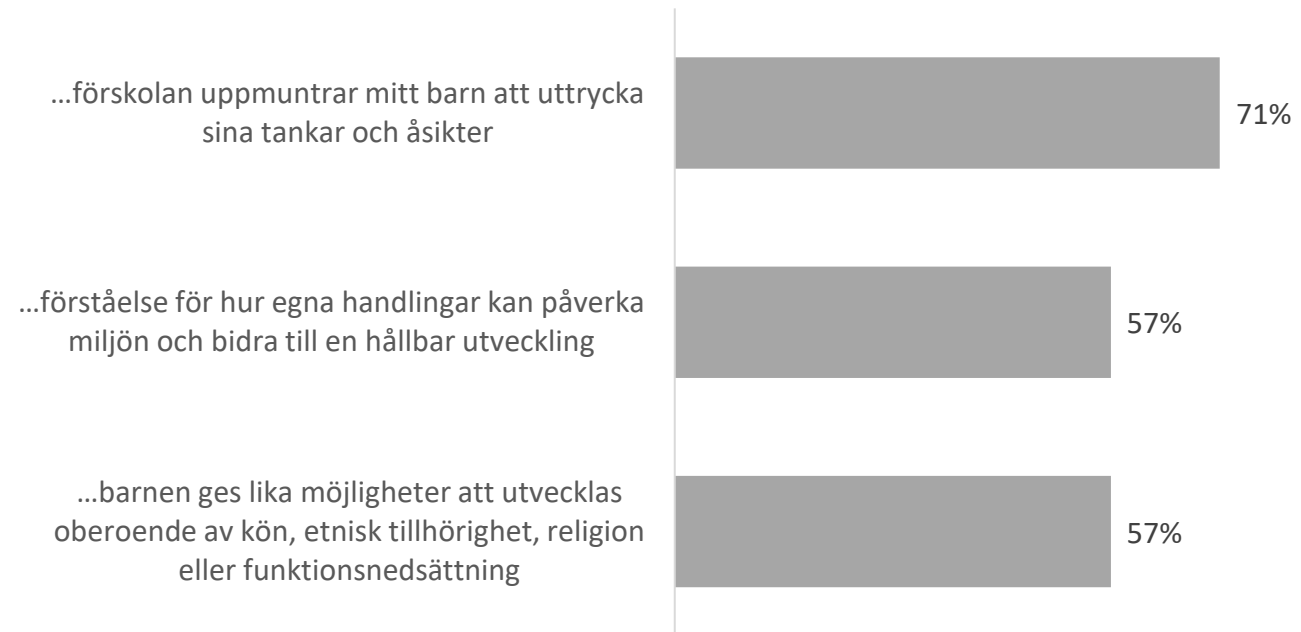 …förskolan uppmuntrar mitt barn att uttrycka
sina tankar och åsikter
71%
…förståelse för hur egna handlingar kan påverka
miljön och bidra till en hållbar utveckling
57%
…barnen ges lika möjligheter att utvecklas
oberoende av kön, etnisk tillhörighet, religion
eller funktionsnedsättning
57%